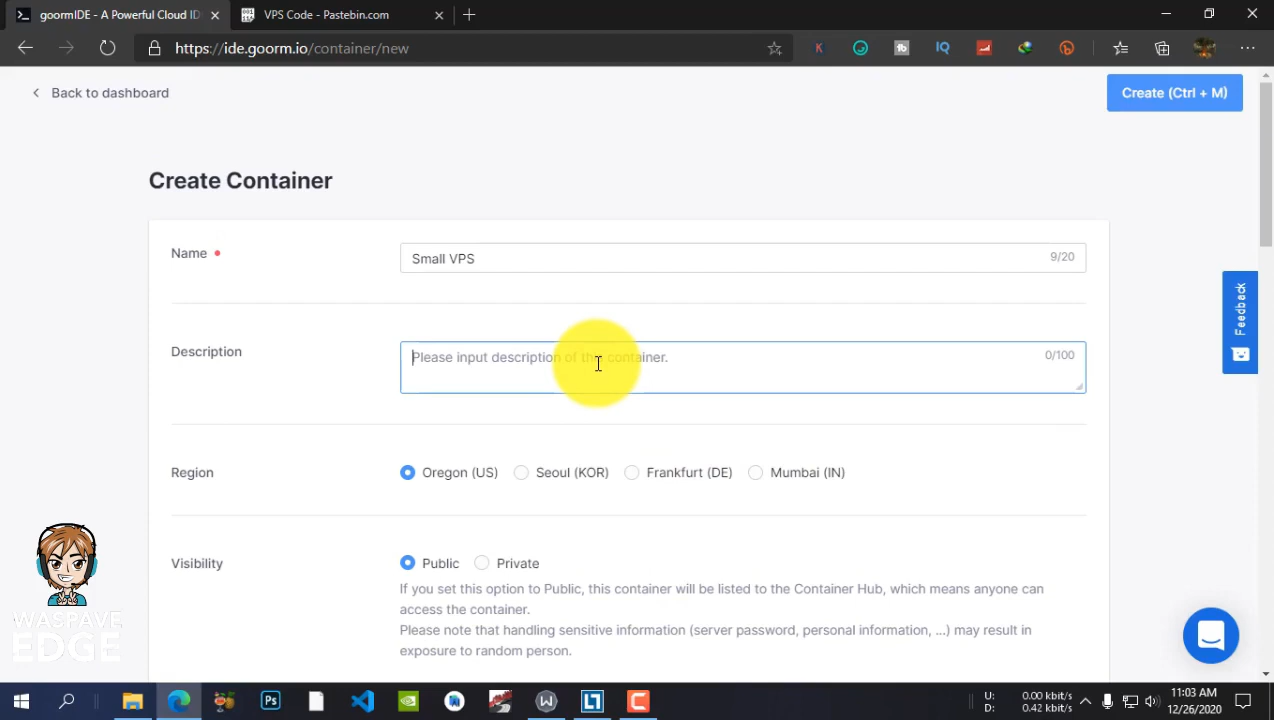 goormIDE - A Powerful Cloud ID
VPS Code - Pastebin.com
https://ide.goorm.io/container/new
Back to dashboard
Create (Ctrl + M)
Create Container
Name
Small VPS
9/20
Description
Please input description of the container.
0/100
Region
Oregon (US)
Seoul (KOR)
Frankfurt (DE)
Mumbai (IN)
Visibility
Public
Private
If you set this option to Public, this container will be listed to the Container Hub, which means anyone can
access the container.
Please note that handling sensitive information (server password, personal information, ...) may result in
exposure to random person.
Feedback
WASPAVE
EDGE
U: 0.00 kbit/s
D: 0.42 kbit/s
11:03 AM
12/26/2020